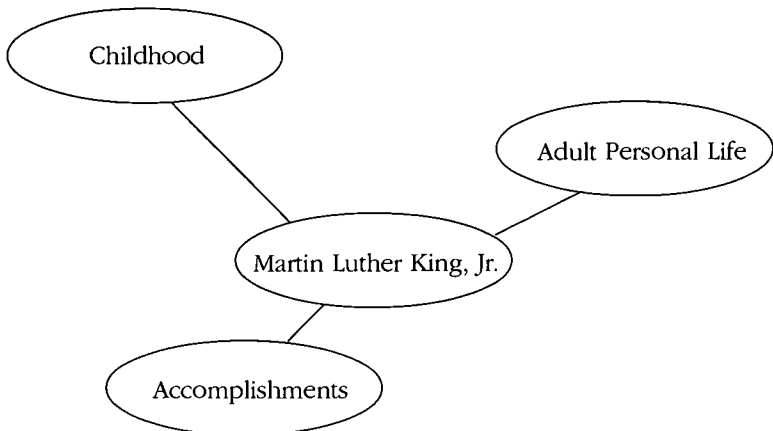 Childhood
Adult Personal Life
Martin Luther King, Jr.
Accomplishments